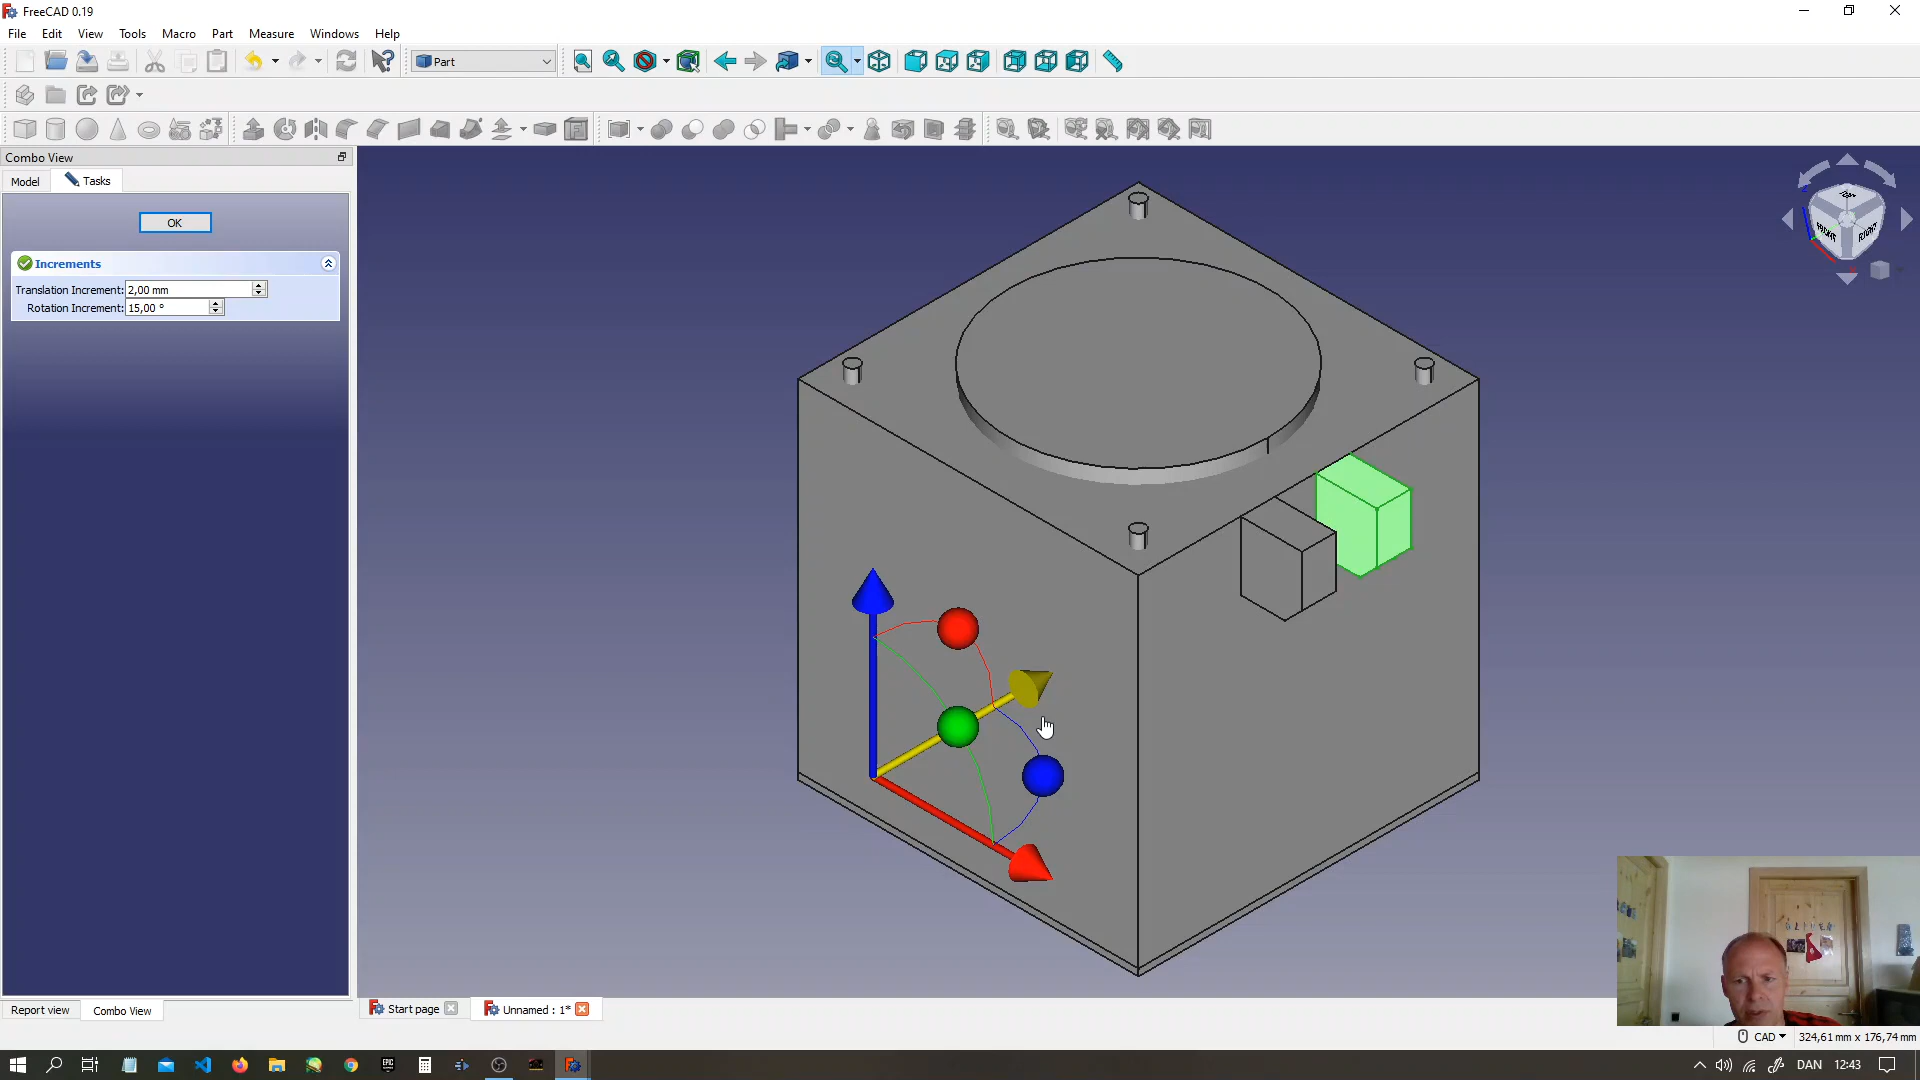 FreeCAD 0.19
File Edit View Tools Macro Part Measure Windows Help
Part
Combo View
Model Tasks
OK
Increments
Translation Increment: 2,00 mm
Rotation Increment: 15,00 °
RIGHT
Report view Combo View
Start page
Unnamed : 1*
CAD 324,61 mm x 176,74 mm
EPIC
DAN 12:43